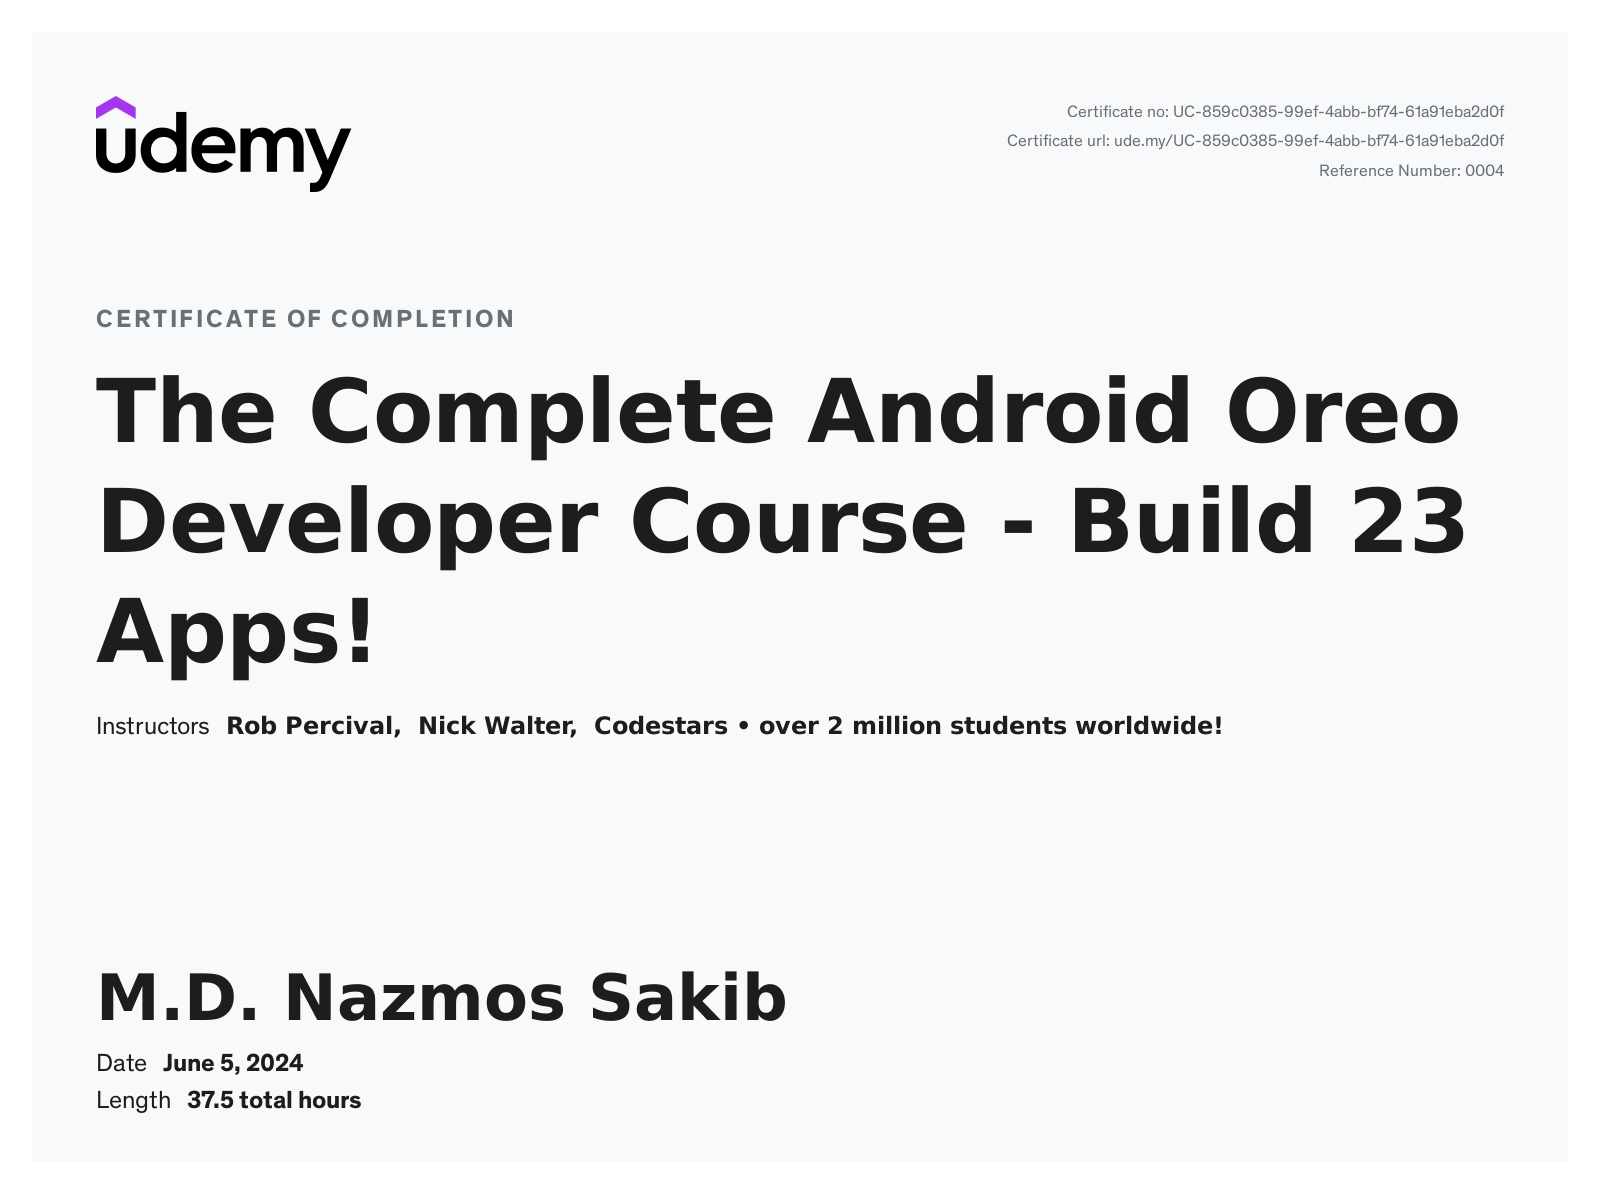 udemy
Certificate no: UC-859c0385-99ef-4abb-bf74-61a91eba2d0f
Certificate url: ude.my/UC-859c0385-99ef-4abb-bf74-61a91eba2d0f
Reference Number: 0004
CERTIFICATE OF COMPLETION
The Complete Android Oreo
Developer Course - Build 23
Apps!
Instructors Rob Percival, Nick Walter, Codestars • over 2 million students worldwide!
M.D. Nazmos Sakib
Date June 5, 2024
Length 37.5 total hours